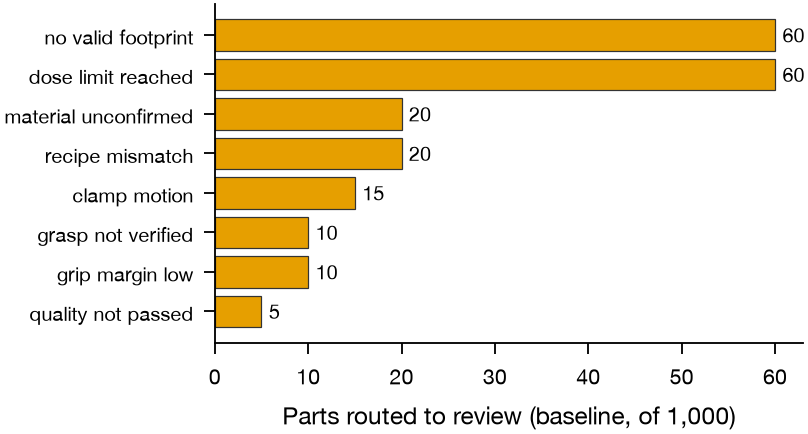 no valid footprint 60
dose limit reached 60
material unconfirmed 20
recipe mismatch 20
clamp motion 15
grasp not verified 10
grip margin low 10
quality not passed 5
0 10 20 30 40 50 60
Parts routed to review (baseline, of 1,000)